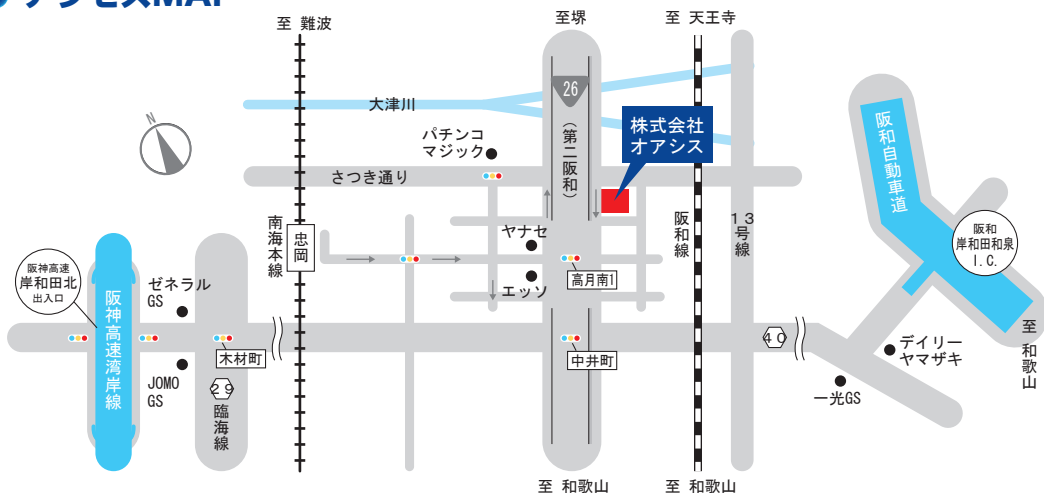 アクセスMAP
至 難波
至堺
至 天王寺
N
大津川
26
(第二阪和)
株式会社
オアシス
パチンコ
マジック
さつき通り
阪和自動車道
南海本線
忠岡
ヤナセ
エッソ
高月南1
阪和線
13号線
阪和
岸和田和泉
I.C.
阪神高速
岸和田北
出入口
阪神高速湾岸線
ゼネラル
GS
JOMO
GS
木材町
29
臨海線
中井町
40
デイリー
ヤマザキ
一光GS
至 和歌山
至 和歌山
至 和歌山